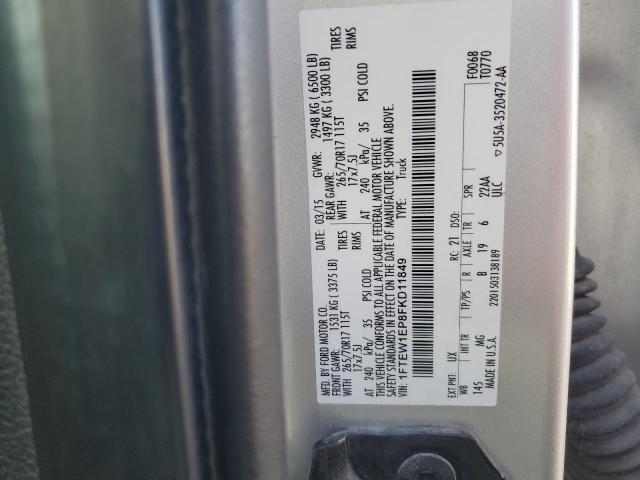 MFD. BY FORD MOTOR CO. DATE: 03/15 GVWR: 2948 KG ( 6500 LB)
FRONT GAWR: 1531 KG ( 3375 LB) REAR GAWR: 1497 KG ( 3300 LB)
WITH 265/70R17 115T TIRES WITH 265/70R17 115T TIRES
17x7.5J RIMS 17x7.5J RIMS
AT 240 kPa/ 35 PSI COLD AT 240 kPa/ 35 PSI COLD
THIS VEHICLE CONFORMS TO ALL APPLICABLE FEDERAL MOTOR VEHICLE
SAFETY STANDARDS IN EFFECT ON THE DATE OF MANUFACTURE SHOWN ABOVE.
VIN: 1FTEW1EP8FKD11849 TYPE: Truck
F0068
T0770
EXT PNT: UX RC: 21 DSO:
WB INT TR TP/PS R AXLE TR SPR
145 MG B 19 6 22AA
MADE IN U.S.A. 2201503138189 ULC
▽5U5A-3520472-AA